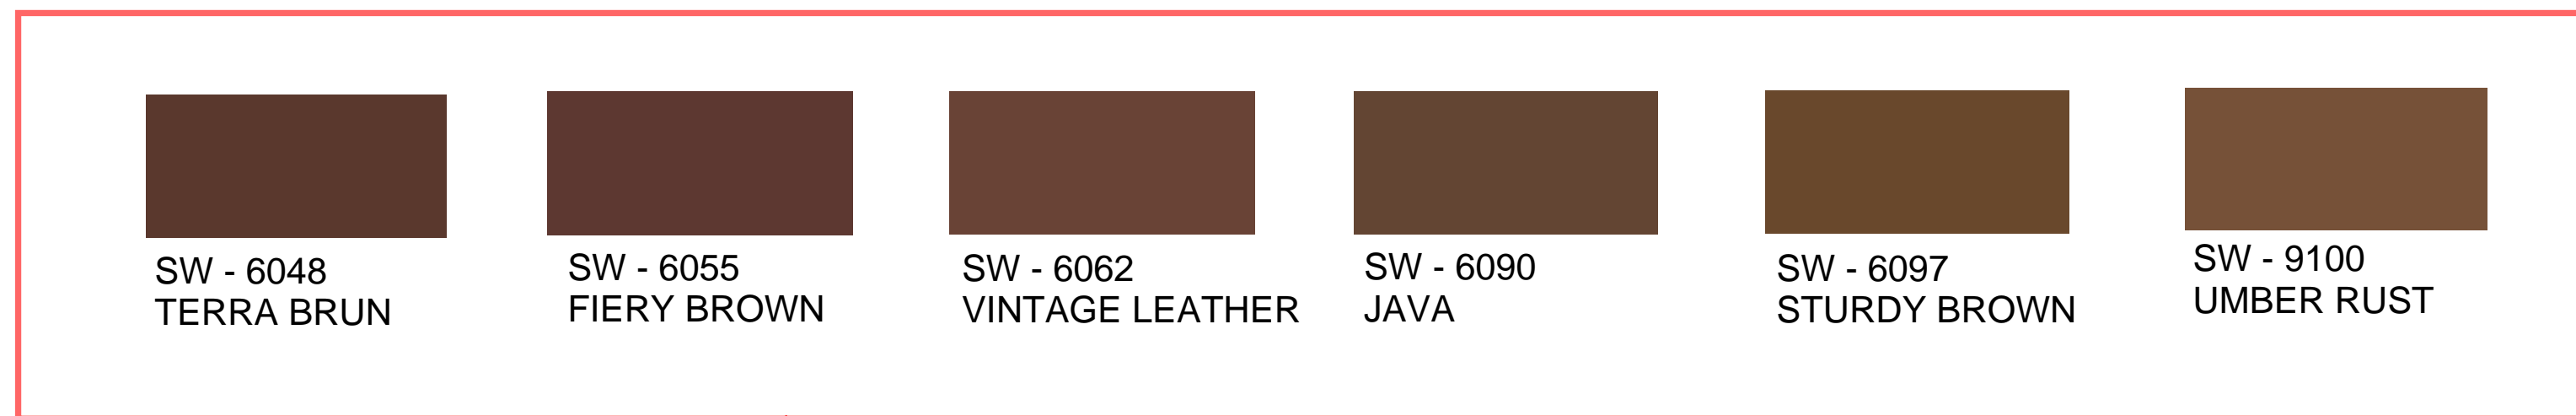 SW - 6048
TERRA BRUN
SW - 6055
FIERY BROWN
SW - 6062
VINTAGE LEATHER
SW - 6090
JAVA
SW - 6097
STURDY BROWN
SW - 9100
UMBER RUST